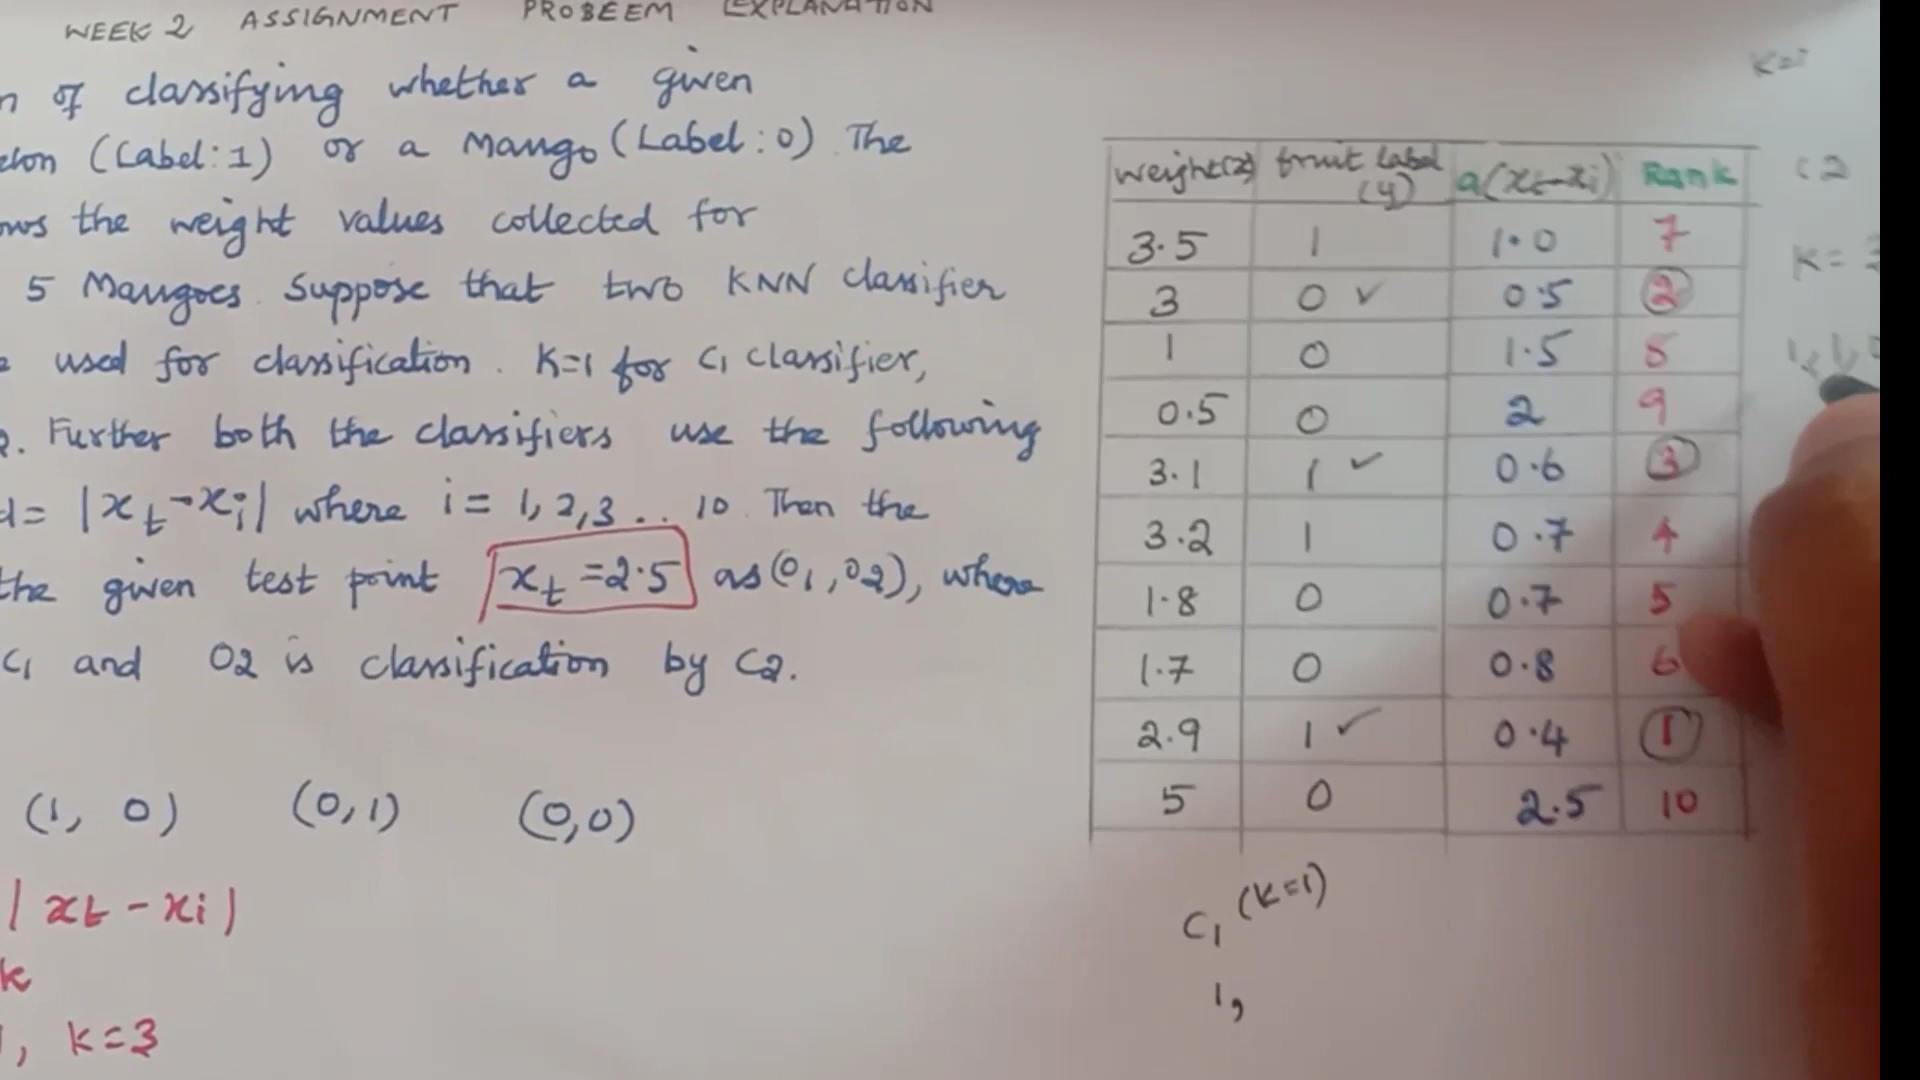 WEEK 2 ASSIGNMENT PROBEEM EXPLANATION
of classifying whether a given
(Label:1) or a Mango (Label:0) The
the weight values collected for
5 Mangoes. Suppose that two KNN classifier
used for classification. K=1 for C1 classifier,
. Further both the classifiers use the following
d= |xt-xi| where i= 1,2,3.. 10 Then the
the given test point xt=2.5 as (O1,O2), where
C1 and O2 is classification by C2.
(1, 0) (0,1) (0,0)
|xt-xi|
k
, k=3
weight(x) fruit Label (y) d(xt-xi) Rank
3.5 1 1.0 7
3 0 ✓ 0.5 2
1 0 1.5 8
0.5 0 2 9
3.1 1 ✓ 0.6 3
3.2 1 0.7 4
1.8 0 0.7 5
1.7 0 0.8 6
2.9 1 ✓ 0.4 1
5 0 2.5 10
C1 (K=1)
1,
C2
K=
1,1,